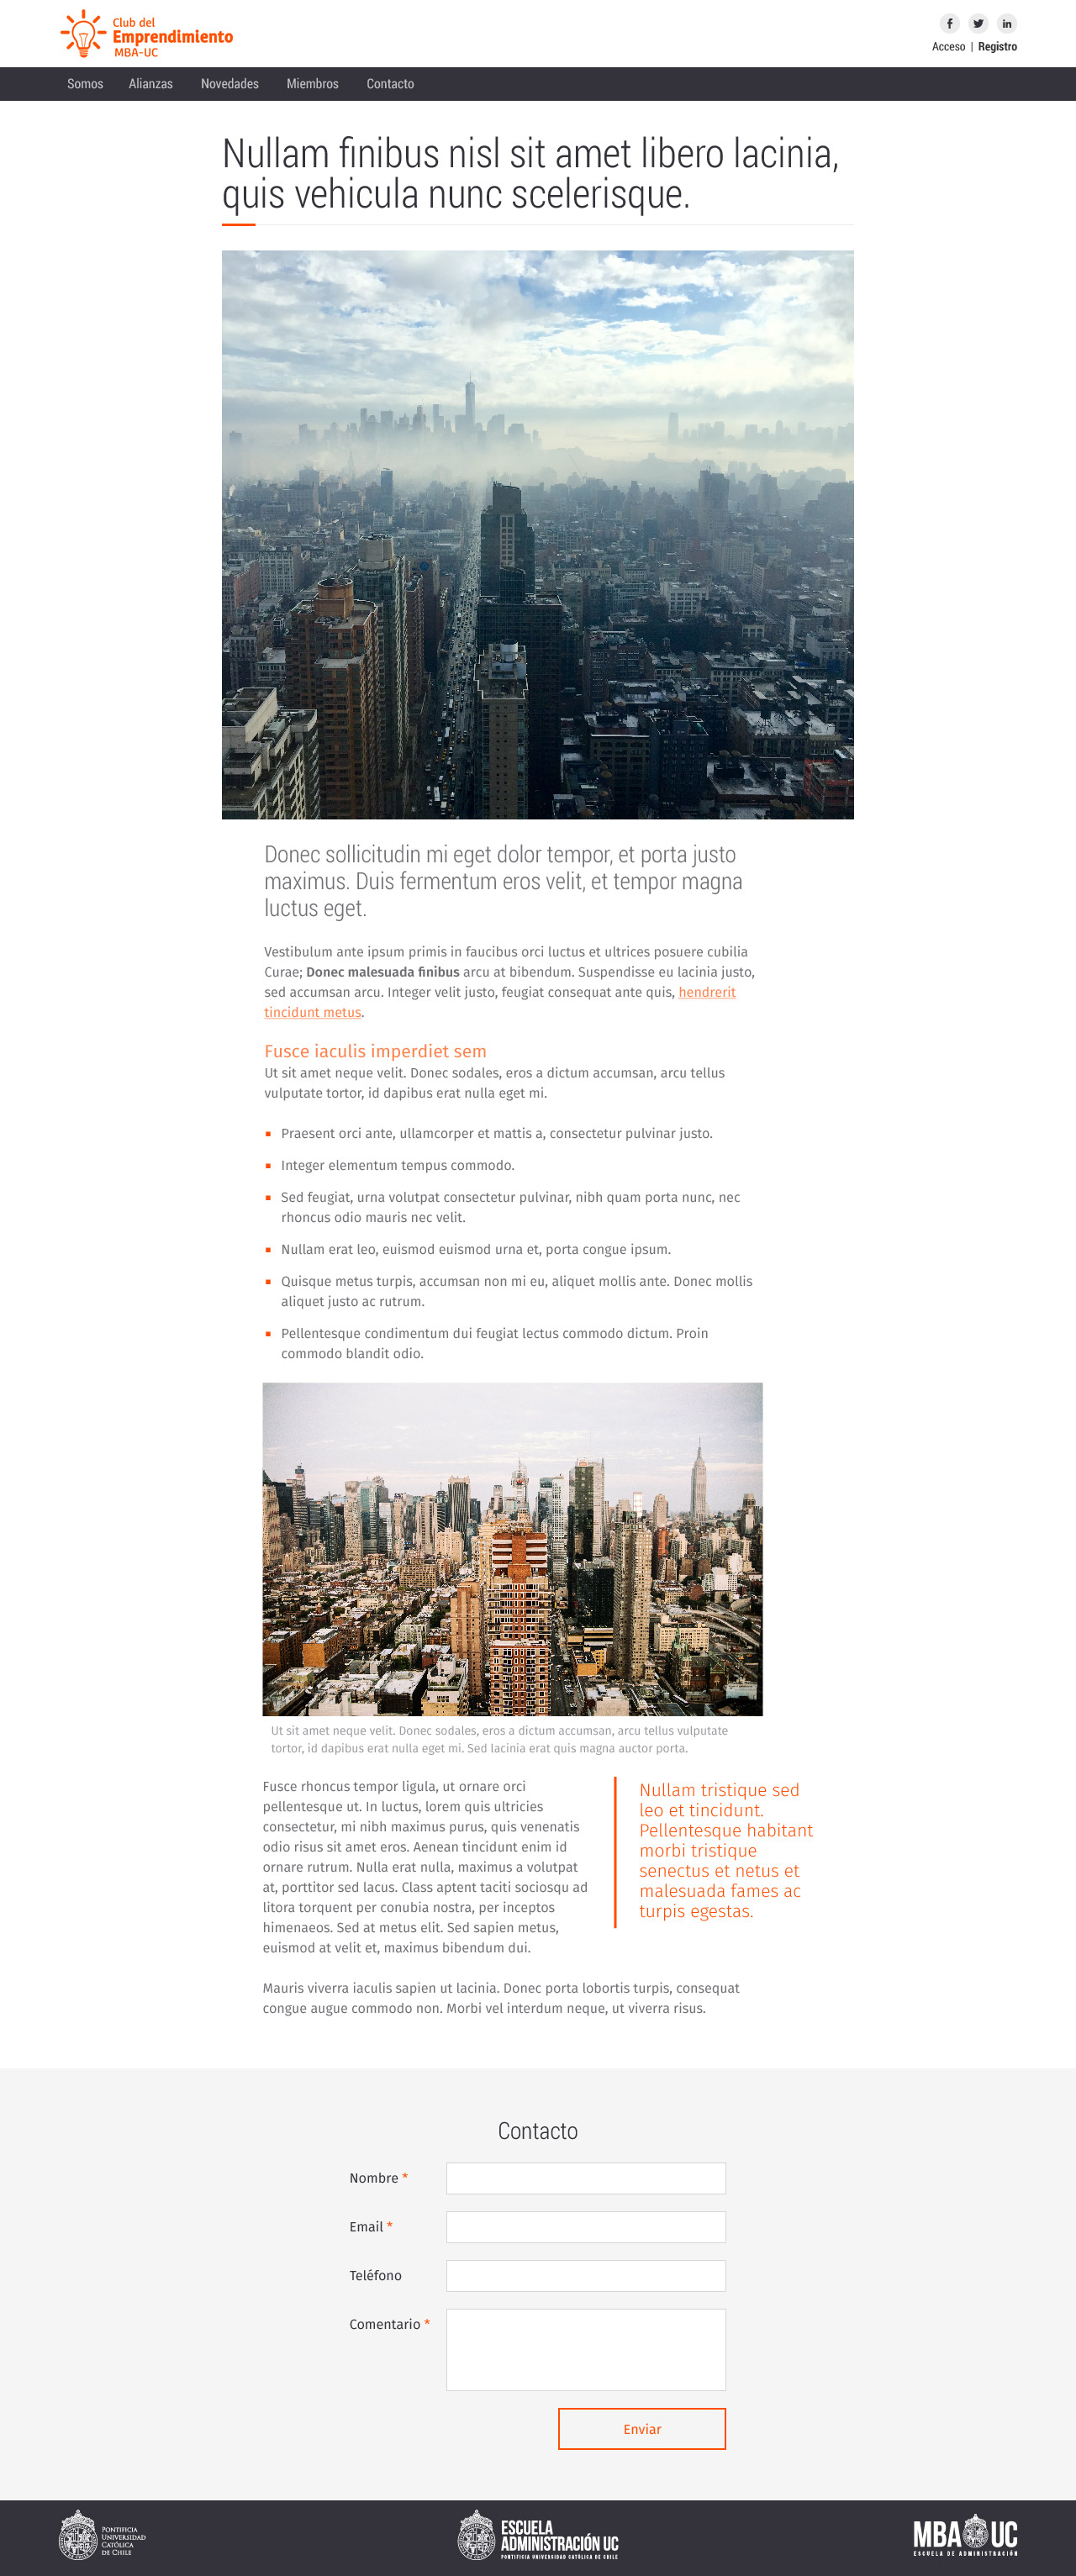 Club del
Emprendimiento
MBA-UC
Acceso | Registro
Somos Alianzas Novedades Miembros Contacto
Nullam finibus nisl sit amet libero lacinia,
quis vehicula nunc scelerisque.
Donec sollicitudin mi eget dolor tempor, et porta justo
maximus. Duis fermentum eros velit, et tempor magna
luctus eget.
Vestibulum ante ipsum primis in faucibus orci luctus et ultrices posuere cubilia
Curae; Donec malesuada finibus arcu at bibendum. Suspendisse eu lacinia justo,
sed accumsan arcu. Integer velit justo, feugiat consequat ante quis, hendrerit
tincidunt metus.
Fusce iaculis imperdiet sem
Ut sit amet neque velit. Donec sodales, eros a dictum accumsan, arcu tellus
vulputate tortor, id dapibus erat nulla eget mi.
Praesent orci ante, ullamcorper et mattis a, consectetur pulvinar justo.
Integer elementum tempus commodo.
Sed feugiat, urna volutpat consectetur pulvinar, nibh quam porta nunc, nec
rhoncus odio mauris nec velit.
Nullam erat leo, euismod euismod urna et, porta congue ipsum.
Quisque metus turpis, accumsan non mi eu, aliquet mollis ante. Donec mollis
aliquet justo ac rutrum.
Pellentesque condimentum dui feugiat lectus commodo dictum. Proin
commodo blandit odio.
Ut sit amet neque velit. Donec sodales, eros a dictum accumsan, arcu tellus vulputate
tortor, id dapibus erat nulla eget mi. Sed lacinia erat quis magna auctor porta.
Fusce rhoncus tempor ligula, ut ornare orci
pellentesque ut. In luctus, lorem quis ultricies
consectetur, mi nibh maximus purus, quis venenatis
odio risus sit amet eros. Aenean tincidunt enim id
ornare rutrum. Nulla erat nulla, maximus a volutpat
at, porttitor sed lacus. Class aptent taciti sociosqu ad
litora torquent per conubia nostra, per inceptos
himenaeos. Sed at metus elit. Sed sapien metus,
euismod at velit et, maximus bibendum dui.
Nullam tristique sed
leo et tincidunt.
Pellentesque habitant
morbi tristique
senectus et netus et
malesuada fames ac
turpis egestas.
Mauris viverra iaculis sapien ut lacinia. Donec porta lobortis turpis, consequat
congue augue commodo non. Morbi vel interdum neque, ut viverra risus.
Contacto
Nombre *
Email *
Teléfono
Comentario *
Enviar
PONTIFICIA
UNIVERSIDAD
CATÓLICA
DE CHILE
ESCUELA
ADMINISTRACIÓN UC
PONTIFICIA UNIVERSIDAD CATÓLICA DE CHILE
MBA UC
ESCUELA DE ADMINISTRACIÓN